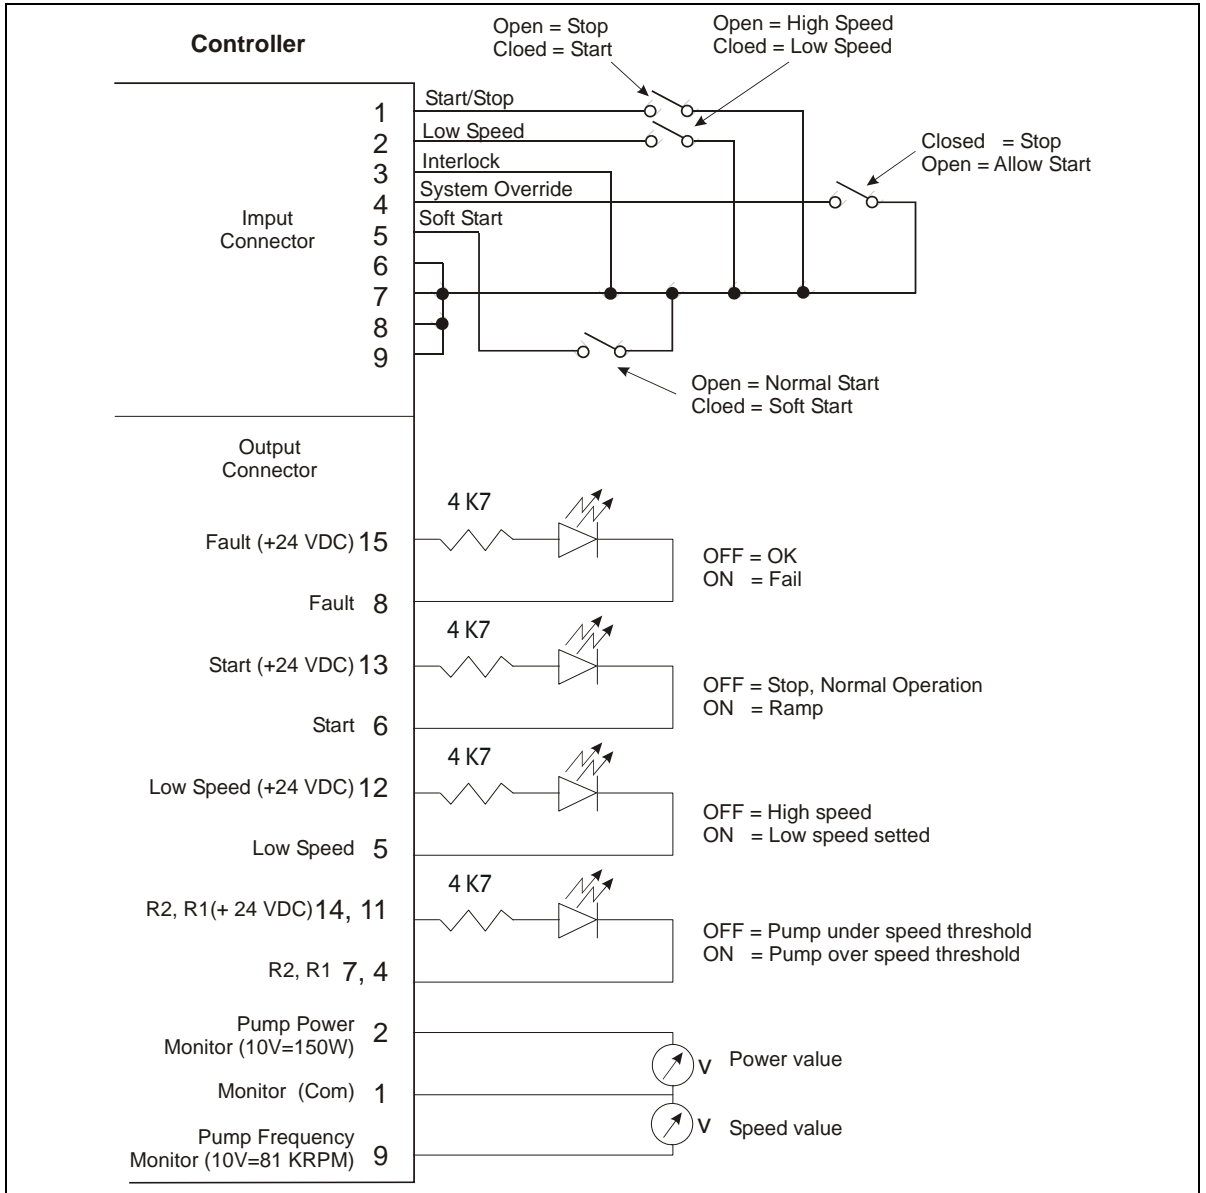 Controller
Open = Stop
Cloed = Start
Open = High Speed
Cloed = Low Speed
1 Start/Stop
2 Low Speed
3 Interlock
4 System Override
5 Soft Start
6
7
8
9
Imput
Connector
Closed = Stop
Open = Allow Start
Open = Normal Start
Cloed = Soft Start
Output
Connector
4 K7
Fault (+24 VDC) 15
Fault 8
OFF = OK
ON = Fail
4 K7
Start (+24 VDC) 13
Start 6
OFF = Stop, Normal Operation
ON = Ramp
4 K7
Low Speed (+24 VDC) 12
Low Speed 5
OFF = High speed
ON = Low speed setted
4 K7
R2, R1(+ 24 VDC) 14, 11
R2, R1 7, 4
OFF = Pump under speed threshold
ON = Pump over speed threshold
Pump Power
Monitor (10V=150W) 2
V Power value
Monitor (Com) 1
V Speed value
Pump Frequency
Monitor (10V=81 KRPM) 9